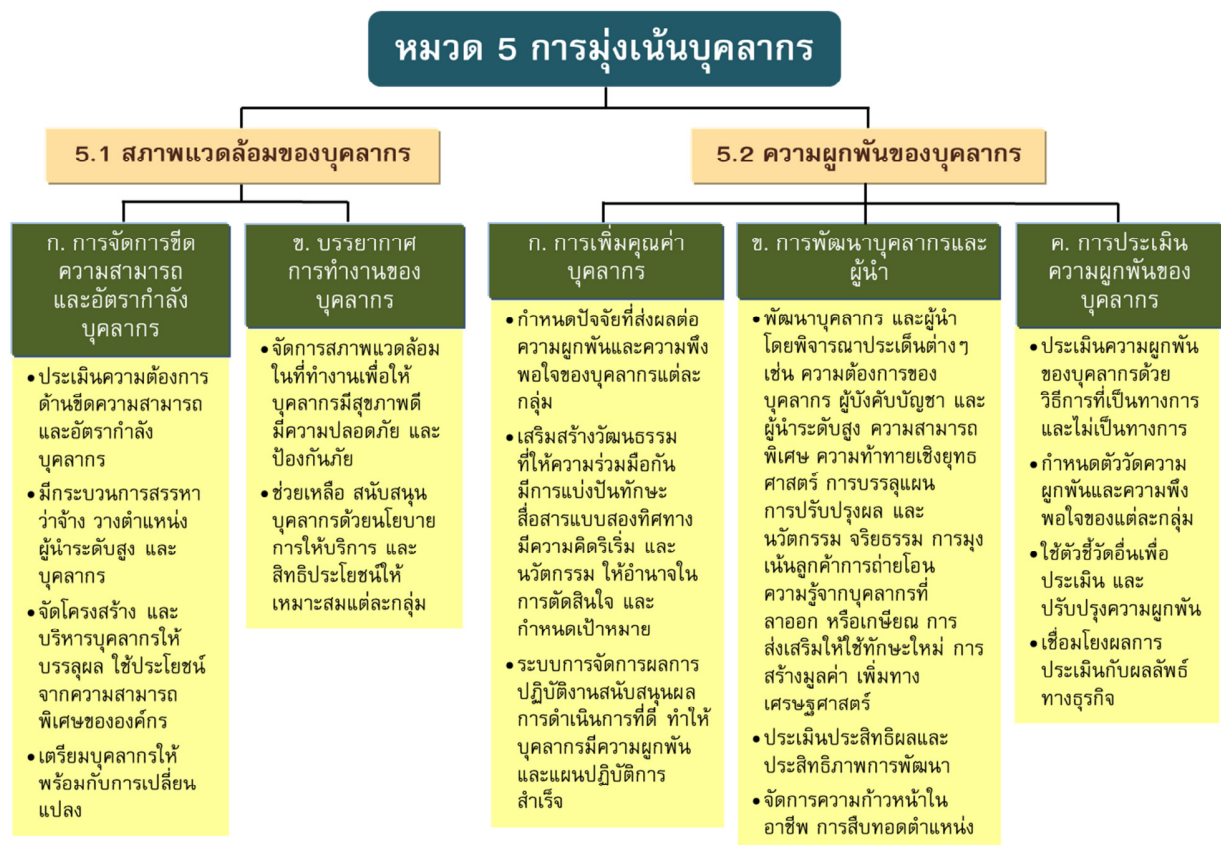 หมวด 5 การมุ่งเน้นบุคลากร
5.1 สภาพแวดล้อมของบุคลากร
5.2 ความผูกพันของบุคลากร
ก. การจัดการขีด
ความสามารถ
และอัตรากำลัง
บุคลากร
•ประเมินความต้องการ
ด้านขีดความสามารถ
และอัตรากำลัง
บุคลากร
•มีกระบวนการสรรหา
ว่าจ้าง วางตำแหน่ง
ผู้นำระดับสูง และ
บุคลากร
•จัดโครงสร้าง และ
บริหารบุคลากรให้
บรรลุผล ใช้ประโยชน์
จากความสามารถ
พิเศษขององค์กร
•เตรียมบุคลากรให้
พร้อมกับการเปลี่ยน
แปลง
ข. บรรยากาศ
การทำงานของ
บุคลากร
•จัดการสภาพแวดล้อม
ในที่ทำงานเพื่อให้
บุคลากรมีสุขภาพดี
มีความปลอดภัย และ
ป้องกันภัย
•ช่วยเหลือ สนับสนุน
บุคลากรด้วยนโยบาย
การให้บริการ และ
สิทธิประโยชน์ให้
เหมาะสมแต่ละกลุ่ม
ก. การเพิ่มคุณค่า
บุคลากร
•กำหนดปัจจัยที่ส่งผลต่อ
ความผูกพันและความพึง
พอใจของบุคลากรแต่ละ
กลุ่ม
•เสริมสร้างวัฒนธรรม
ที่ให้ความร่วมมือกัน
มีการแบ่งปันทักษะ
สื่อสารแบบสองทิศทาง
มีความคิดริเริ่ม และ
นวัตกรรม ให้อำนาจใน
การตัดสินใจ และ
กำหนดเป้าหมาย
•ระบบการจัดการผลการ
ปฏิบัติงานสนับสนุนผล
การดำเนินการที่ดี ทำให้
บุคลากรมีความผูกพัน
และแผนปฏิบัติการ
สำเร็จ
ข. การพัฒนาบุคลากรและ
ผู้นำ
•พัฒนาบุคลากร และผู้นำ
โดยพิจารณาประเด็นต่างๆ
เช่น ความต้องการของ
บุคลากร ผู้บังคับบัญชา และ
ผู้นำระดับสูง ความสามารถ
พิเศษ ความท้าทายเชิงยุทธ
ศาสตร์ การบรรลุแผน
การปรับปรุงผล และ
นวัตกรรม จริยธรรม การมุง
เน้นลูกค้าการถ่ายโอน
ความรู้จากบุคลากรที่
ลาออก หรือเกษียณ การ
ส่งเสริมให้ใช้ทักษะใหม่ การ
สร้างมูลค่า เพิ่มทาง
เศรษฐศาสตร์
•ประเมินประสิทธิผลและ
ประสิทธิภาพการพัฒนา
•จัดการความก้าวหน้าใน
อาชีพ การสืบทอดตำแหน่ง
ค. การประเมิน
ความผูกพันของ
บุคลากร
•ประเมินความผูกพัน
ของบุคลากรด้วย
วิธีการที่เป็นทางการ
และไม่เป็นทางการ
•กำหนดตัววัดความ
ผูกพันและความพึง
พอใจของแต่ละกลุ่ม
•ใช้ตัวชี้วัดอื่นเพื่อ
ประเมิน และ
ปรับปรุงความผูกพัน
•เชื่อมโยงผลการ
ประเมินกับผลลัพธ์
ทางธุรกิจ